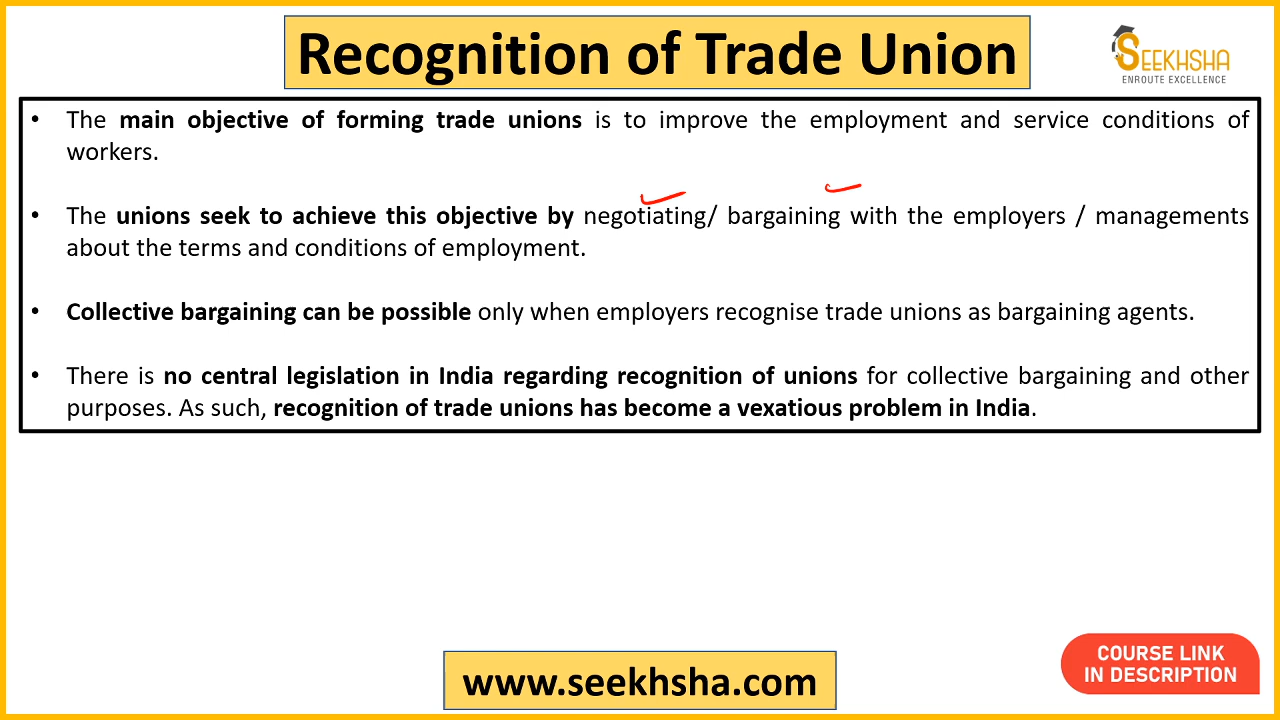 Recognition of Trade Union
SEEKHSHA
ENROUTE EXCELLENCE
• The main objective of forming trade unions is to improve the employment and service conditions of
workers.
• The unions seek to achieve this objective by negotiating/ bargaining with the employers / managements
about the terms and conditions of employment.
• Collective bargaining can be possible only when employers recognise trade unions as bargaining agents.
• There is no central legislation in India regarding recognition of unions for collective bargaining and other
purposes. As such, recognition of trade unions has become a vexatious problem in India.
www.seekhsha.com
COURSE LINK
IN DESCRIPTION